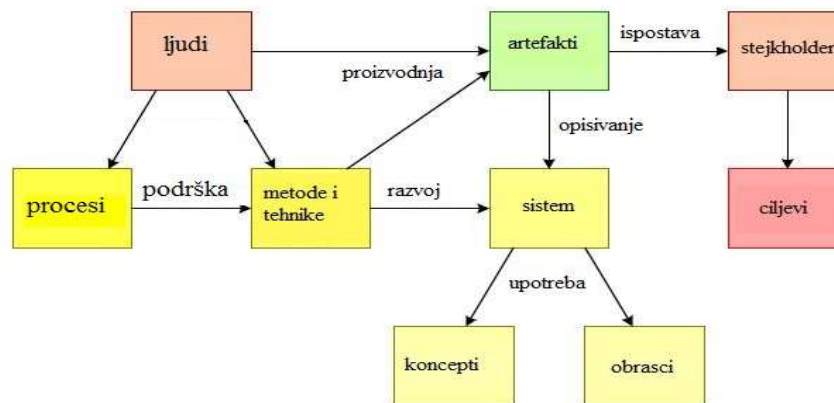 ljudi
artefakti
ispostava
stejkholder
proizvodnja
opisivanje
procesi
podrška
metode i
tehnike
razvoj
sistem
ciljevi
upotreba
koncepti
obrasci